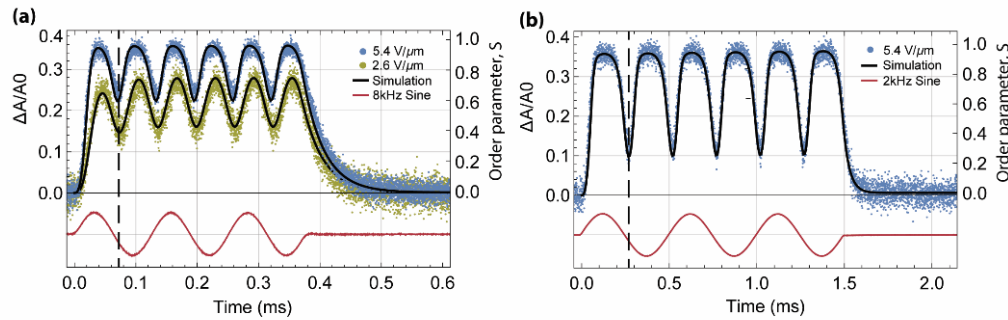 (a)
0.4
0.3
0.2
0.1
0.0
ΔA/A0
1.0
0.8
0.6
0.4
0.2
0.0
Order parameter, S
5.4 V/μm
2.6 V/μm
Simulation
8kHz Sine
0.0 0.1 0.2 0.3 0.4 0.5 0.6
Time (ms)
(b)
0.4
0.3
0.2
0.1
0.0
ΔA/A0
1.0
0.8
0.6
0.4
0.2
0.0
Order parameter, S
5.4 V/μm
Simulation
2kHz Sine
0.0 0.5 1.0 1.5 2.0
Time (ms)